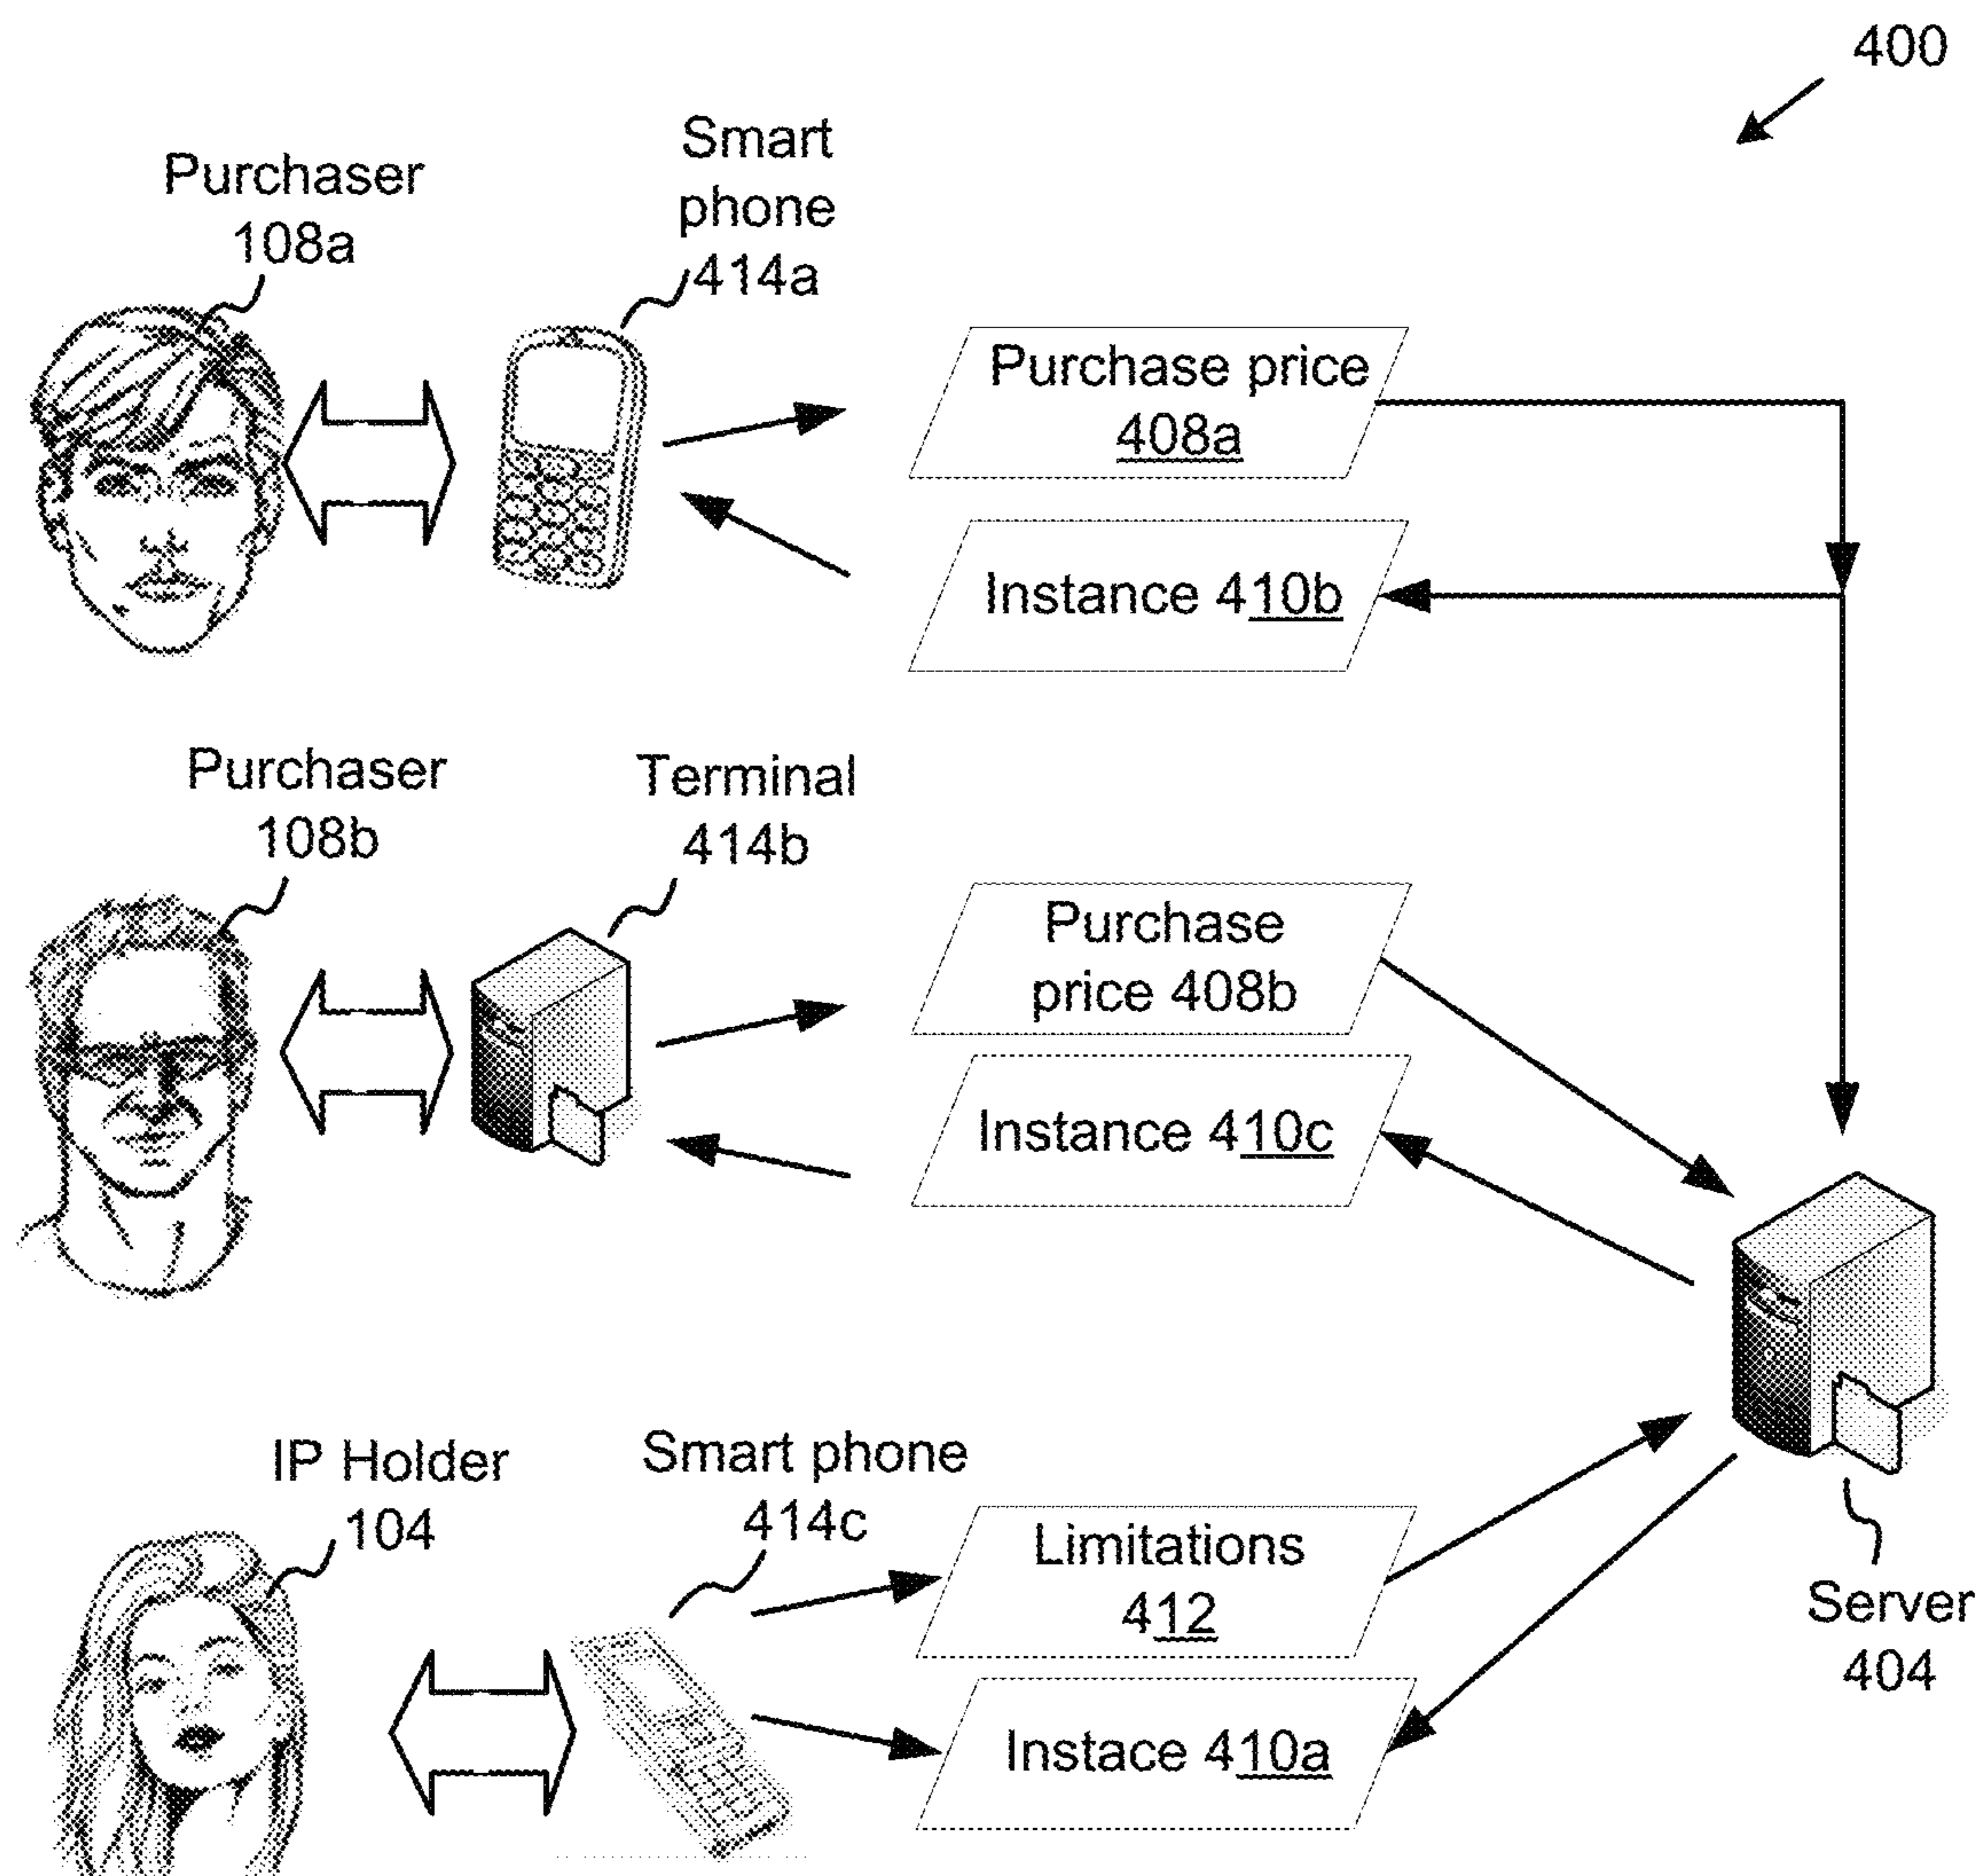 400
Smart
phone
414a
Purchaser
108a
Purchase price
408a
Instance 410b
Purchaser
108b
Terminal
414b
Purchase
price 408b
Instance 410c
IP Holder
104
Smart phone
414c
Limitations
412
Instace 410a
Server
404